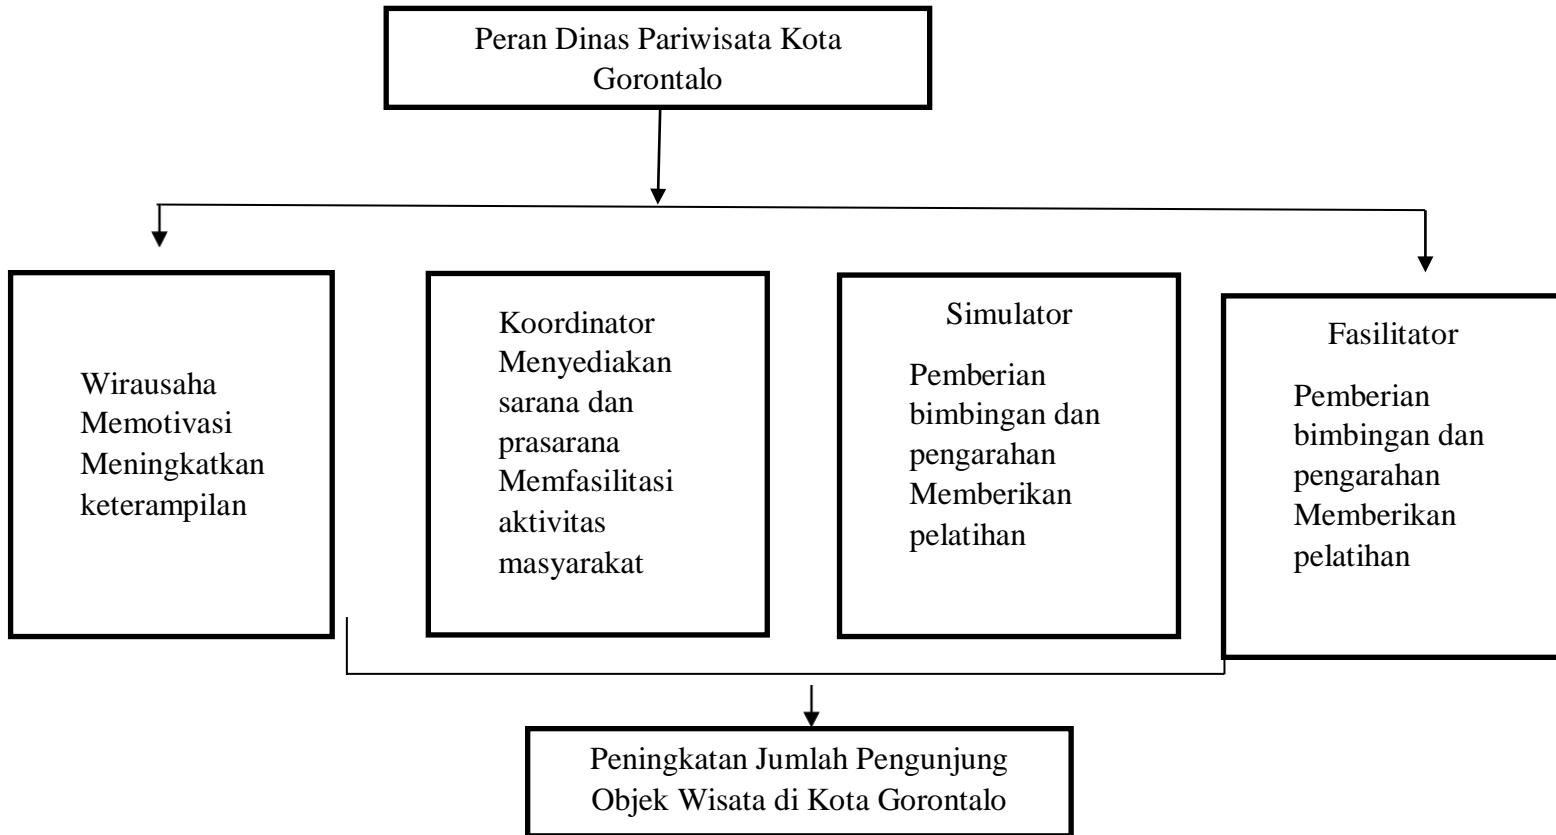 Peran Dinas Pariwisata Kota
Gorontalo
Wirausaha
Memotivasi
Meningkatkan
keterampilan
Koordinator
Menyediakan
sarana dan
prasarana
Memfasilitasi
aktivitas
masyarakat
Simulator
Pemberian
bimbingan dan
pengarahan
Memberikan
pelatihan
Fasilitator
Pemberian
bimbingan dan
pengarahan
Memberikan
pelatihan
Peningkatan Jumlah Pengunjung
Objek Wisata di Kota Gorontalo